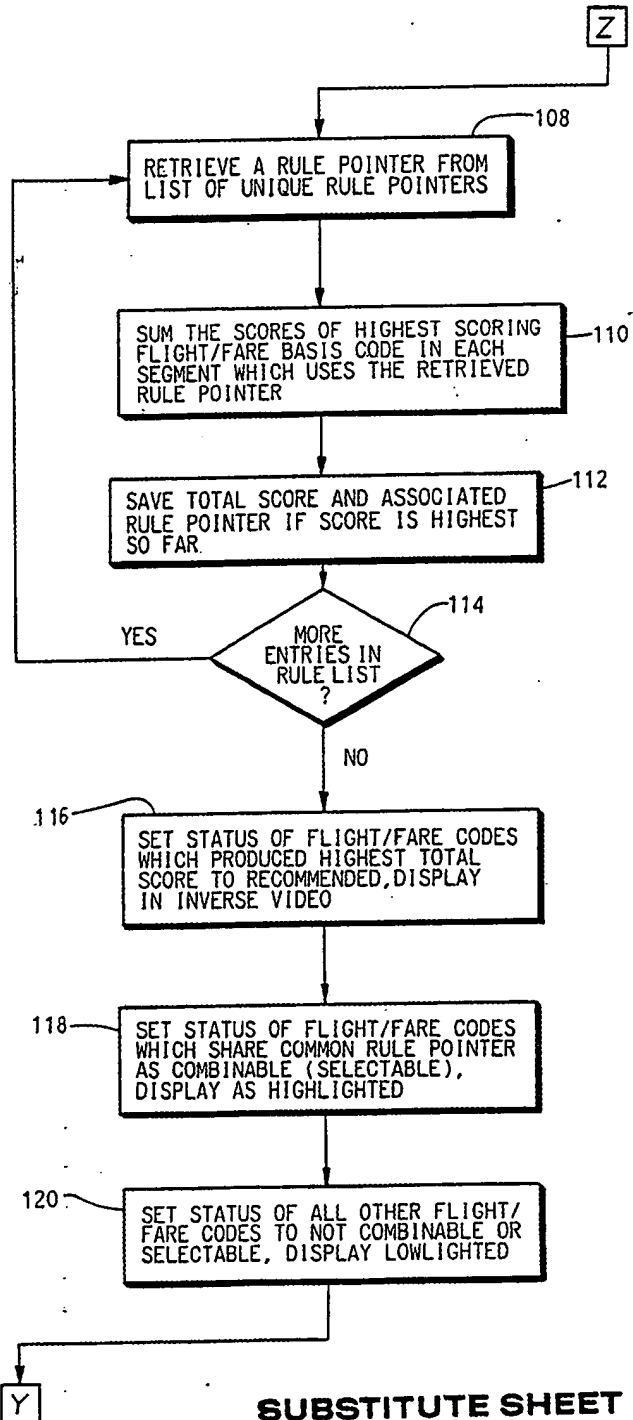 Z
108
RETRIEVE A RULE POINTER FROM
LIST OF UNIQUE RULE POINTERS
110
SUM THE SCORES OF HIGHEST SCORING
FLIGHT/FARE BASIS CODE IN EACH
SEGMENT WHICH USES THE RETRIEVED
RULE POINTER
112
SAVE TOTAL SCORE AND ASSOCIATED
RULE POINTER IF SCORE IS HIGHEST
SO FAR
114
YES
MORE
ENTRIES IN
RULE LIST
?
NO
116
SET STATUS OF FLIGHT/FARE CODES
WHICH PRODUCED HIGHEST TOTAL
SCORE TO RECOMMENDED, DISPLAY
IN INVERSE VIDEO
118
SET STATUS OF FLIGHT/FARE CODES
WHICH SHARE COMMON RULE POINTER
AS COMBINABLE (SELECTABLE),
DISPLAY AS HIGHLIGHTED
120
SET STATUS OF ALL OTHER FLIGHT/
FARE CODES TO NOT COMBINABLE OR
SELECTABLE, DISPLAY LOWLIGHTED
Y
SUBSTITUTE SHEET